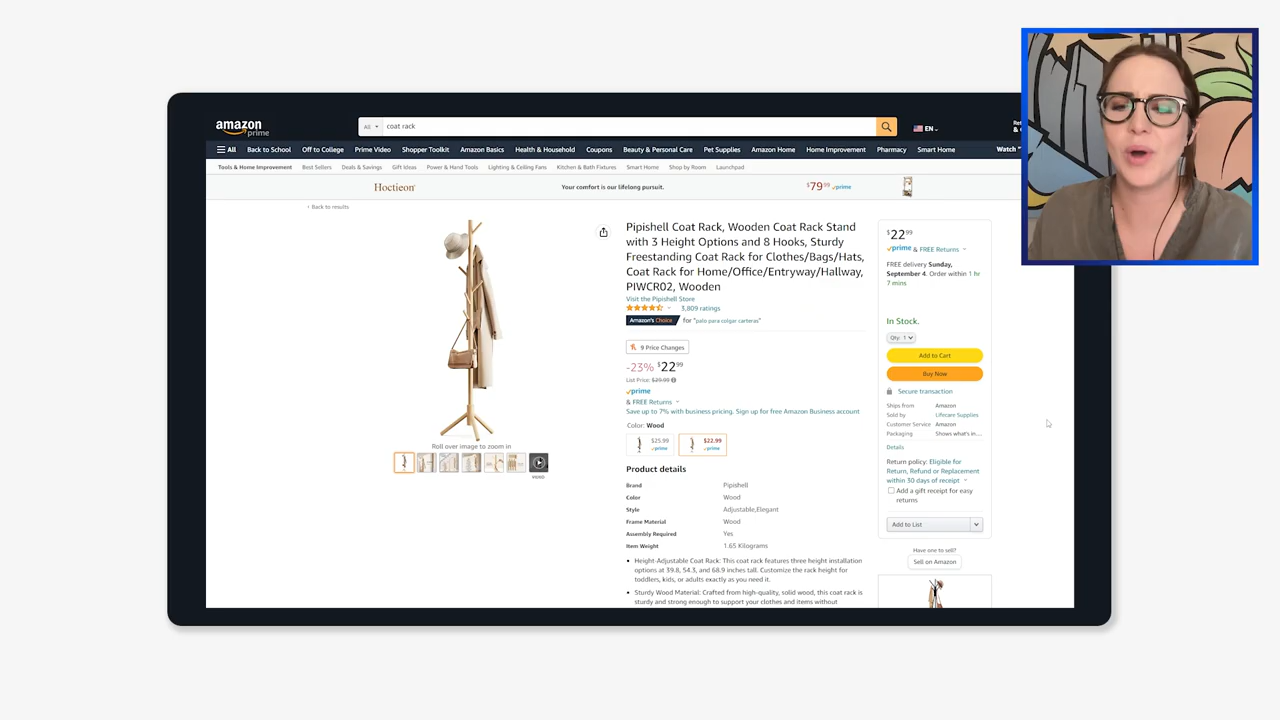 amazon
prime
All
coat rack
EN
Ret
& 
All
Back to School
Off to College
Prime Video
Shopper Toolkit
Amazon Basics
Health & Household
Coupons
Beauty & Personal Care
Pet Supplies
Amazon Home
Home Improvement
Pharmacy
Smart Home
Watch
Tools & Home Improvement
Best Sellers
Deals & Savings
Gift Ideas
Power & Hand Tools
Lighting & Ceiling Fans
Kitchen & Bath Fixtures
Smart Home
Shop by Room
Launchpad
Hoctieon
Your comfort is our lifelong pursuit.
$79⁹⁹ prime
‹ Back to results
Roll over image to zoom in
VIDEO
Pipishell Coat Rack, Wooden Coat Rack Stand
with 3 Height Options and 8 Hooks, Sturdy
Freestanding Coat Rack for Clothes/Bags/Hats,
Coat Rack for Home/Office/Entryway/Hallway,
PIWCR02, Wooden
Visit the Pipishell Store
3,809 ratings
Amazon's Choice for "palo para colgar carteras"
9 Price Changes
-23% $22⁹⁹
List Price: $29.99
prime
& FREE Returns
Save up to 7% with business pricing. Sign up for free Amazon Business account
Color: Wood
$25.99
prime
$22.99
prime
Product details
Brand Pipishell
Color Wood
Style Adjustable,Elegant
Frame Material Wood
Assembly Required Yes
Item Weight 1.65 Kilograms
• Height-Adjustable Coat Rack: This coat rack features three height installation
options at 39.8, 54.3, and 68.9 inches tall. Customize the rack height for
toddlers, kids, or adults exactly as you need it.
• Sturdy Wood Material: Crafted from high-quality, solid wood, this coat rack is
sturdy and strong enough to support your clothes and items without
$22⁹⁹
prime & FREE Returns
FREE delivery Sunday,
September 4. Order within 1 hr
7 mins
In Stock.
Qty: 1
Add to Cart
Buy Now
Secure transaction
Ships from Amazon
Sold by Lifecare Supplies
Customer Service Amazon
Packaging Shows what's in...
Details
Return policy: Eligible for
Return, Refund or Replacement
within 30 days of receipt
Add a gift receipt for easy
returns
Add to List
Have one to sell?
Sell on Amazon